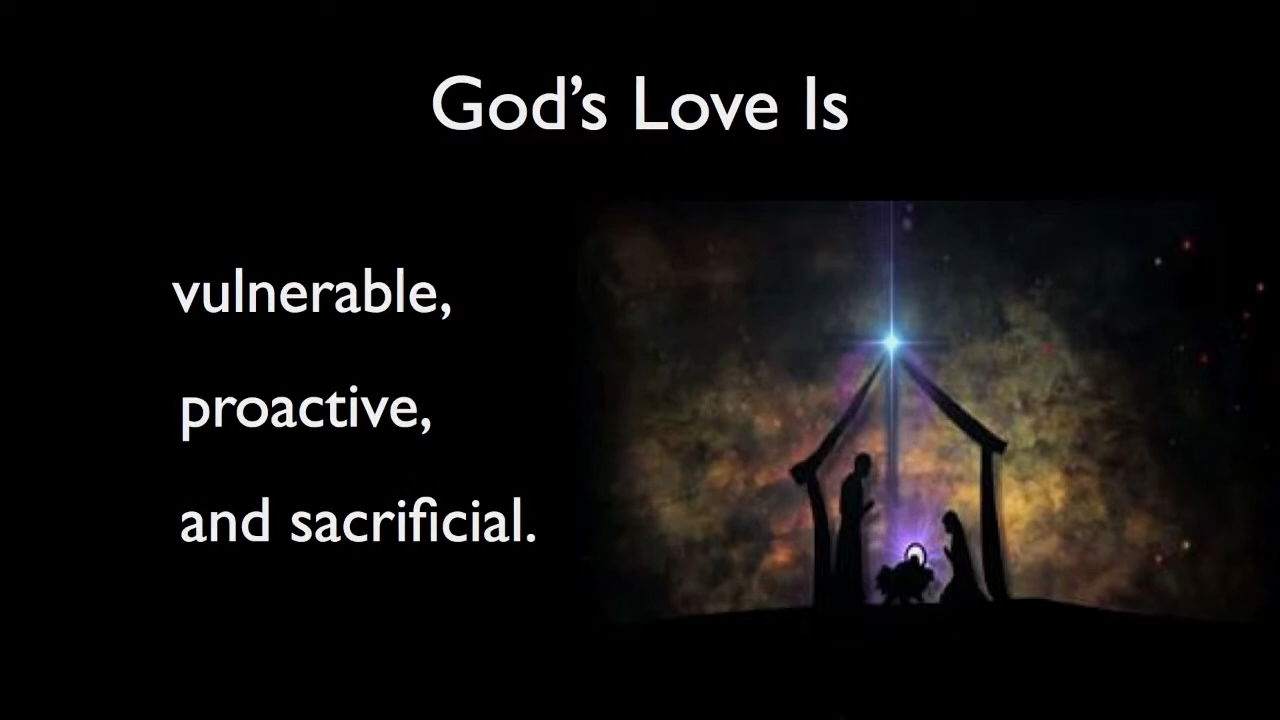 God’s Love Is
vulnerable,
proactive,
and sacrificial.